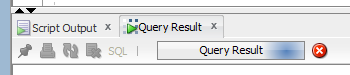 Script Output x Query Result x
SQL | Query Result